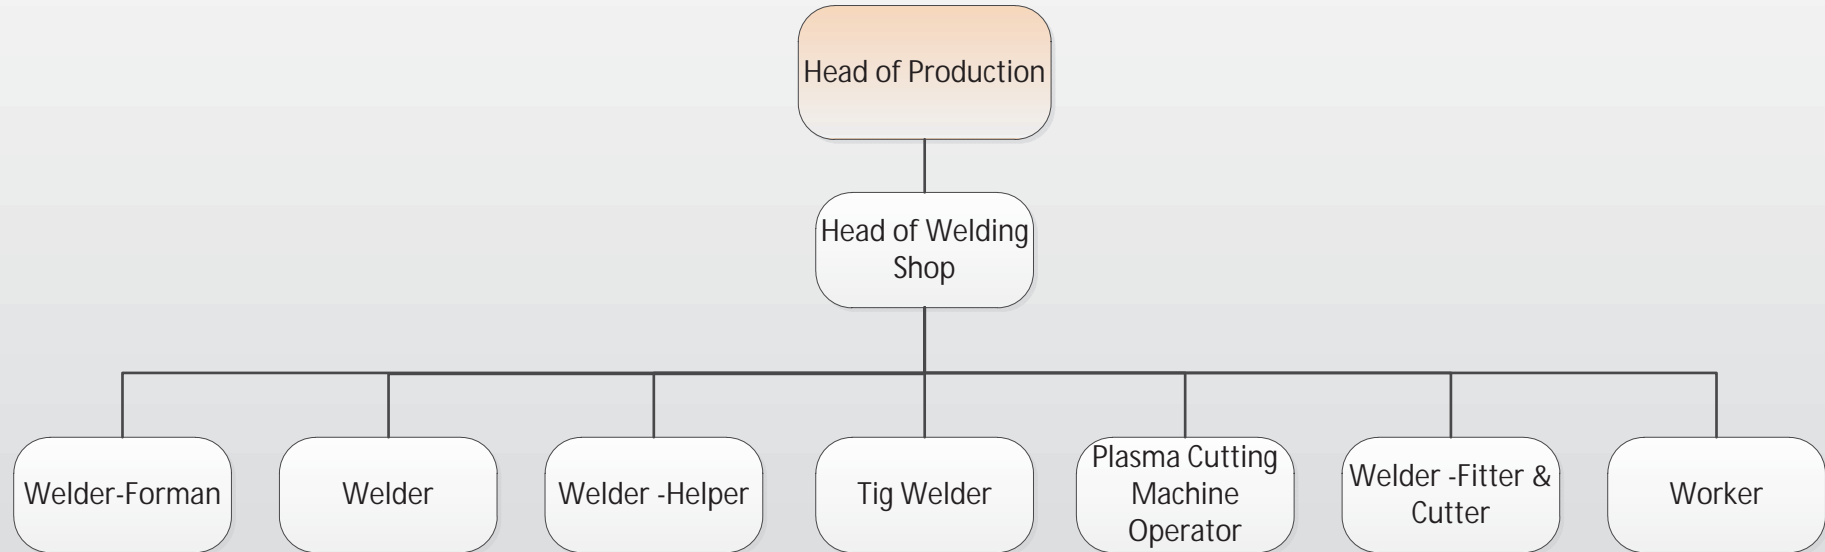 Head of Production
Head of Welding
Shop
Welder-Forman
Welder
Welder -Helper
Tig Welder
Plasma Cutting
Machine
Operator
Welder -Fitter &
Cutter
Worker